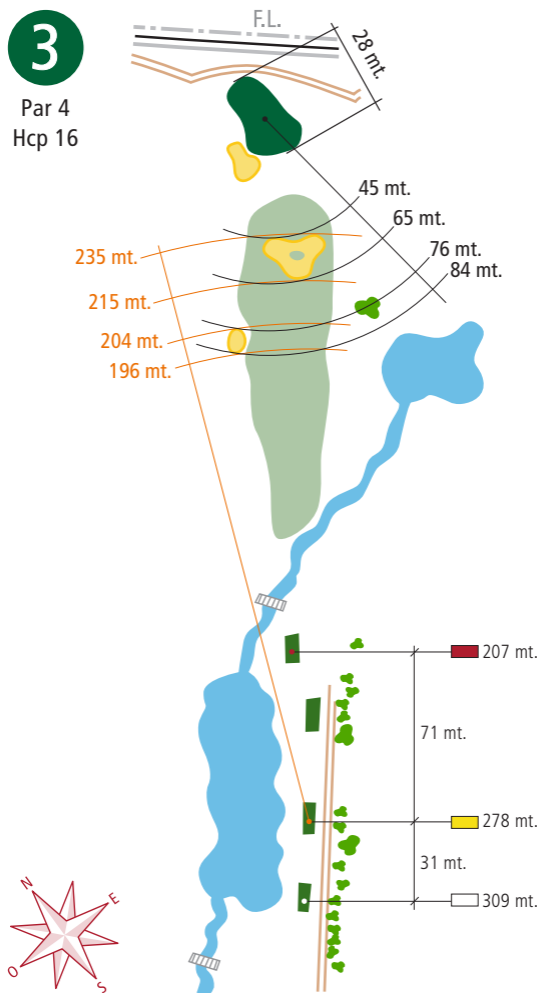 3
Par 4
Hcp 16
F.L.
28 mt.
45 mt.
65 mt.
76 mt.
84 mt.
235 mt.
215 mt.
204 mt.
196 mt.
207 mt.
71 mt.
278 mt.
31 mt.
309 mt.
N
E
O
S